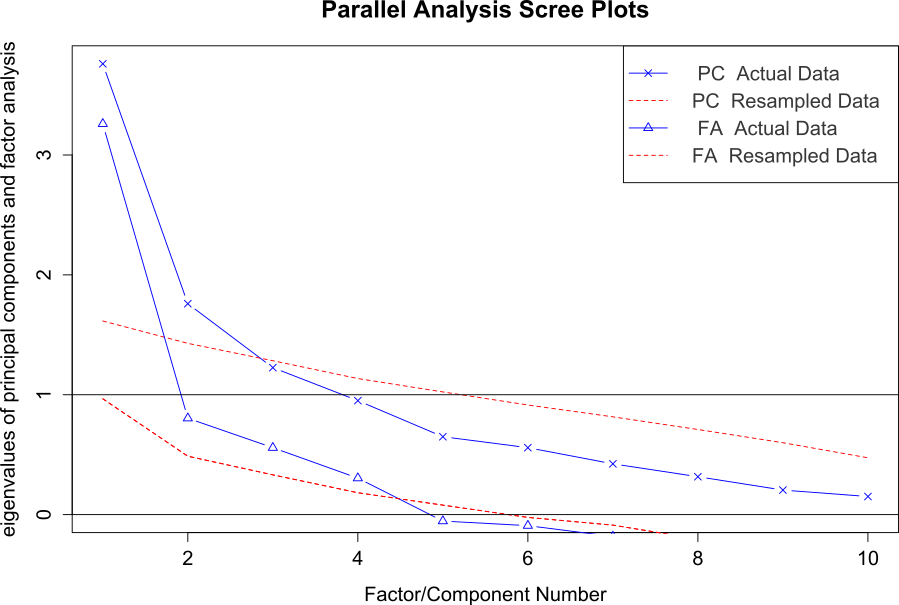 Parallel Analysis Scree Plots
eigenvalues of principal components and factor analysis
3
2
1
0
PC Actual Data
PC Resampled Data
FA Actual Data
FA Resampled Data
2 4 6 8 10
Factor/Component Number